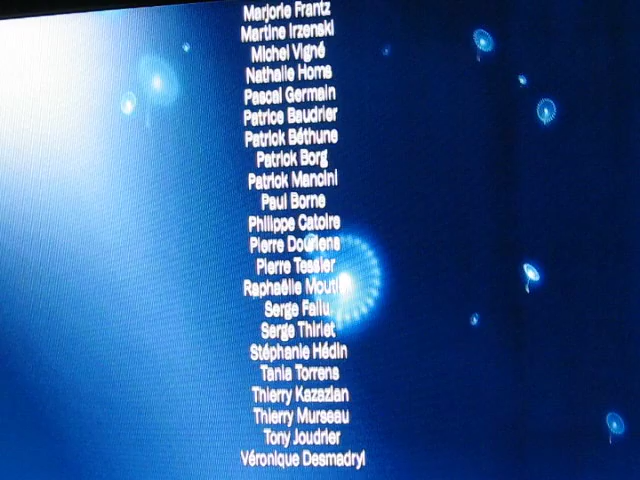 Marjorie Frantz
Martine Irzenski
Michel Vigné
Nathalie Homs
Pascal Germain
Patrice Baudrier
Patrick Béthune
Patrick Borg
Patrick Mancini
Paul Borne
Philippe Catoire
Pierre Dourlens
Pierre Tessier
Raphaëlle Moutier
Serge Faliu
Serge Thiriet
Stéphanie Hédin
Tania Torrens
Thierry Kazazian
Thierry Murseau
Tony Joudrier
Véronique Desmadryl